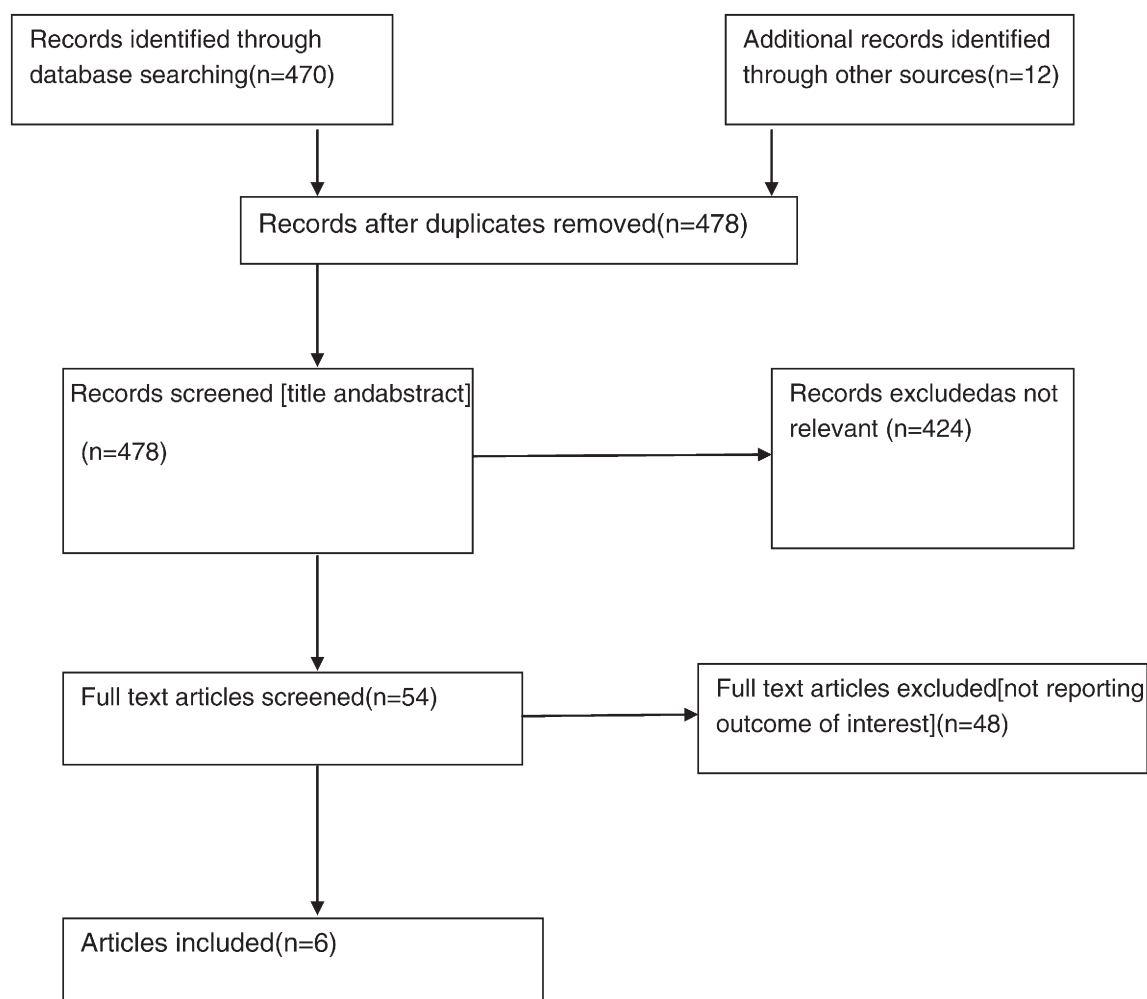 Records identified through
database searching(n=470)
Additional records identified
through other sources(n=12)
Records after duplicates removed(n=478)
Records screened [title andabstract]
(n=478)
Records excludedas not
relevant (n=424)
Full text articles screened(n=54)
Full text articles excluded[not reporting
outcome of interest](n=48)
Articles included(n=6)